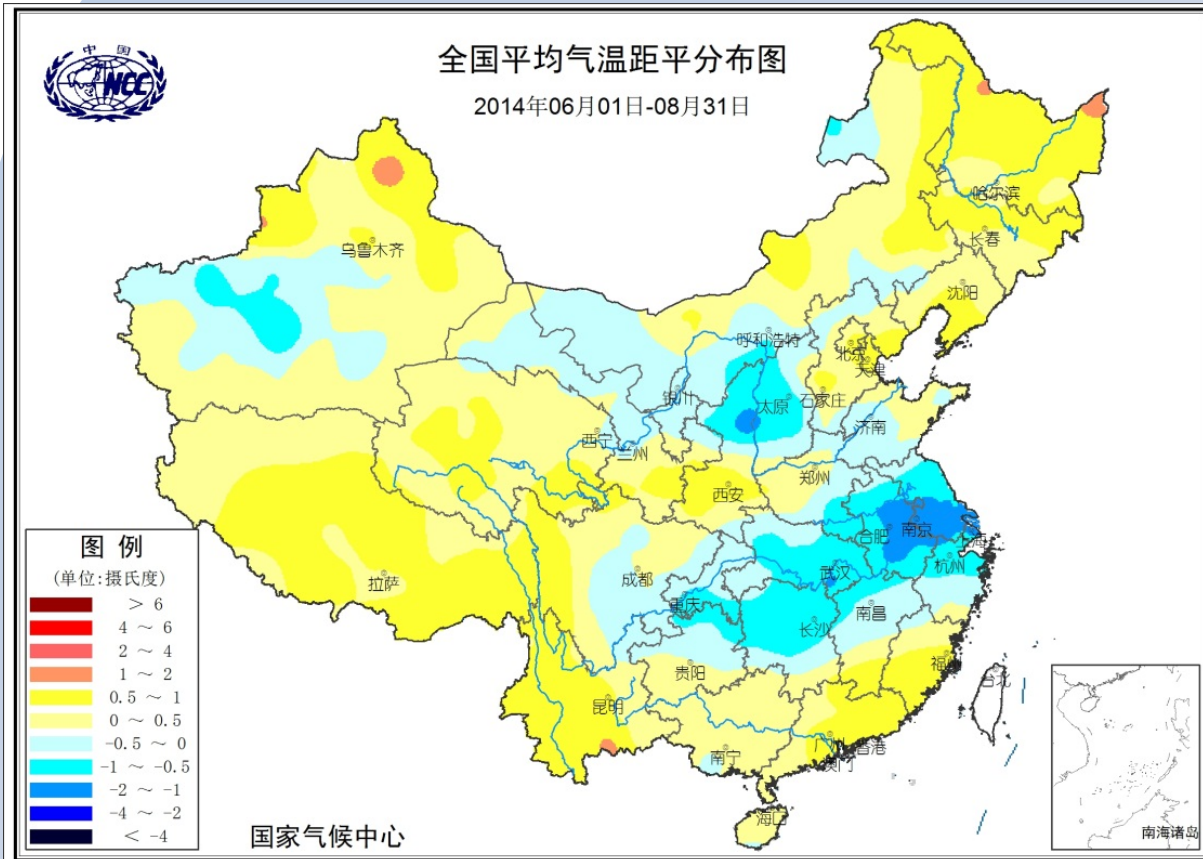 中国
NCC
全国平均气温距平分布图
2014年06月01日-08月31日
哈尔滨
长春
乌鲁木齐
沈阳
呼和浩特
北京
天津
银川
太原
石家庄
济南
西宁
兰州
西安
郑州
南京
合肥
上海
杭州
成都
武汉
拉萨
重庆
南昌
长沙
贵阳
福州
台北
昆明
广州
香港
澳门
南宁
海口
图 例
(单位:摄氏度)
> 6
4 ~ 6
2 ~ 4
1 ~ 2
0.5 ~ 1
0 ~ 0.5
-0.5 ~ 0
-1 ~ -0.5
-2 ~ -1
-4 ~ -2
< -4
国家气候中心
南海诸岛